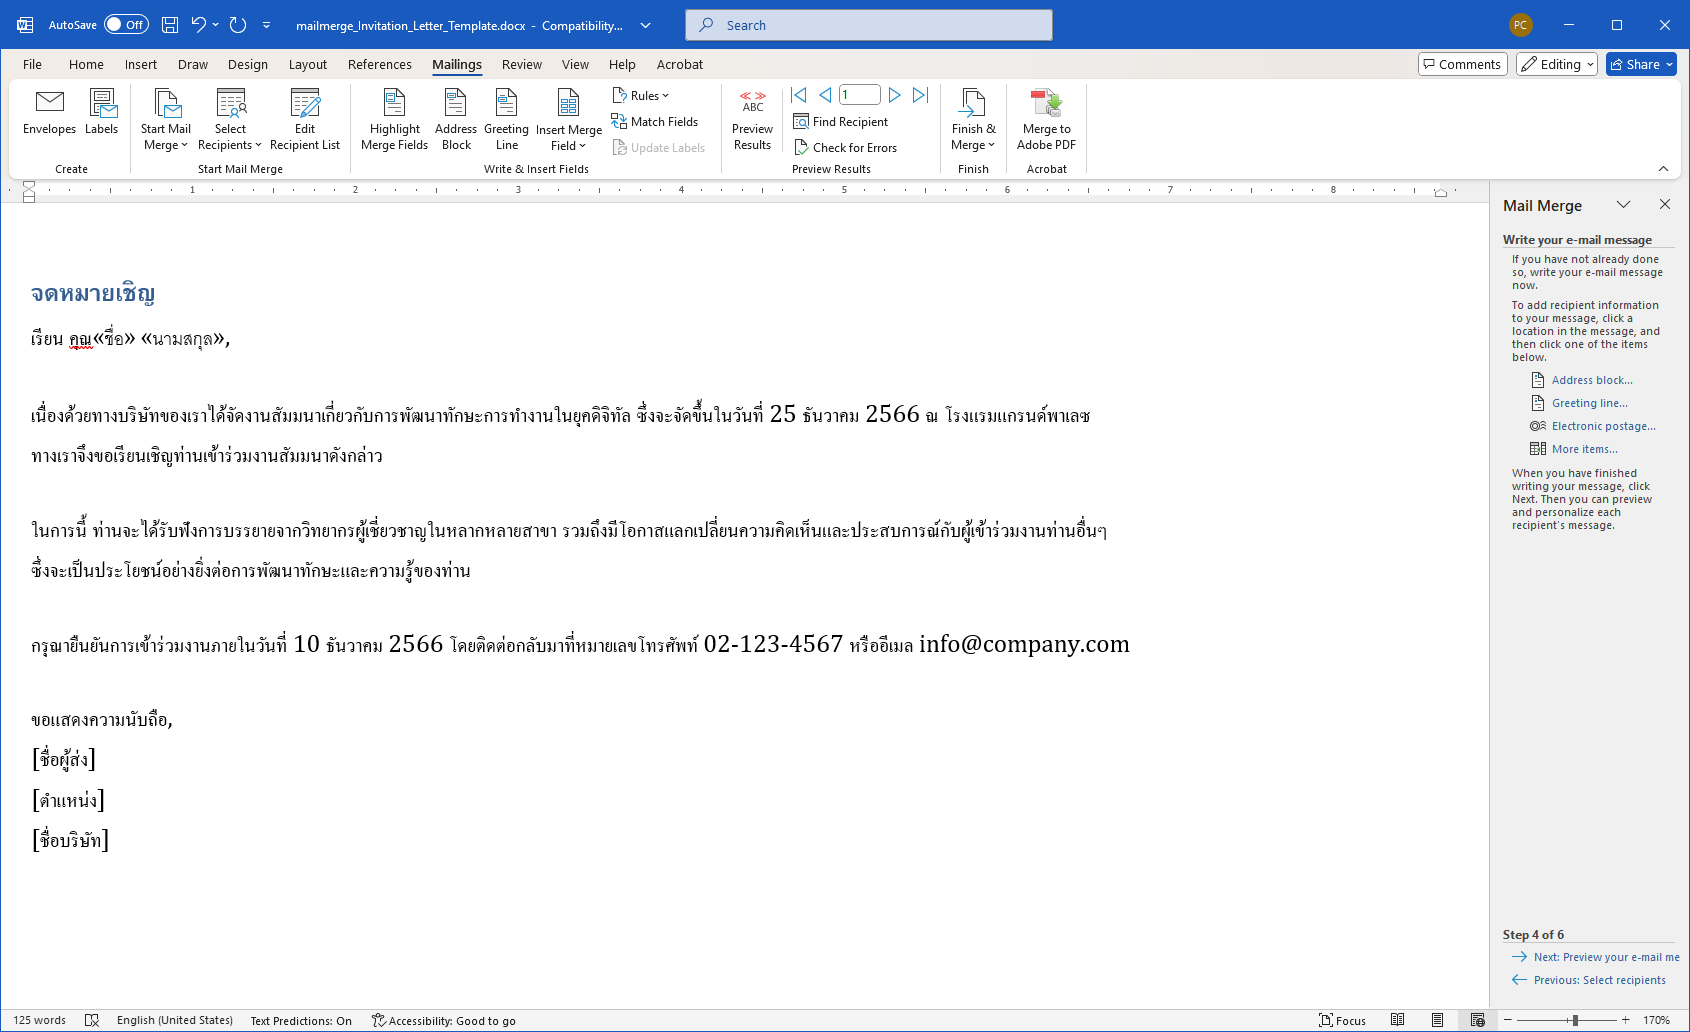 AutoSave Off mailmerge_Invitation_Letter_Template.docx - Compatibility... Search PC
File Home Insert Draw Design Layout References Mailings Review View Help Acrobat Comments Editing Share
Envelopes Labels
Create
Start Mail Merge Select Recipients Edit Recipient List
Start Mail Merge
Highlight Merge Fields Address Block Greeting Line Insert Merge Field
Rules
Match Fields
Update Labels
Write & Insert Fields
ABC
Preview Results
1
Find Recipient
Check for Errors
Preview Results
Finish & Merge
Finish
Merge to Adobe PDF
Acrobat
1 2 3 4 5 6 7 8
จดหมายเชิญ
เรียน คุณ«ชื่อ» «นามสกุล»,
เนื่องด้วยทางบริษัทของเราได้จัดงานสัมมนาเกี่ยวกับการพัฒนาทักษะการทำงานในยุคดิจิทัล ซึ่งจะจัดขึ้นในวันที่ 25 ธันวาคม 2566 ณ โรงแรมแกรนด์พาเลซ
ทางเราจึงขอเรียนเชิญท่านเข้าร่วมงานสัมมนาดังกล่าว
ในการนี้ ท่านจะได้รับฟังการบรรยายจากวิทยากรผู้เชี่ยวชาญในหลากหลายสาขา รวมถึงมีโอกาสแลกเปลี่ยนความคิดเห็นและประสบการณ์กับผู้เข้าร่วมงานท่านอื่นๆ
ซึ่งจะเป็นประโยชน์อย่างยิ่งต่อการพัฒนาทักษะและความรู้ของท่าน
กรุณายืนยันการเข้าร่วมงานภายในวันที่ 10 ธันวาคม 2566 โดยติดต่อกลับมาที่หมายเลขโทรศัพท์ 02-123-4567 หรืออีเมล info@company.com
ขอแสดงความนับถือ,
[ชื่อผู้ส่ง]
[ตำแหน่ง]
[ชื่อบริษัท]
Mail Merge
Write your e-mail message
If you have not already done
so, write your e-mail message
now.
To add recipient information
to your message, click a
location in the message, and
then click one of the items
below.
Address block...
Greeting line...
Electronic postage...
More items...
When you have finished
writing your message, click
Next. Then you can preview
and personalize each
recipient's message.
Step 4 of 6
Next: Preview your e-mail me
Previous: Select recipients
125 words English (United States) Text Predictions: On Accessibility: Good to go Focus 170%